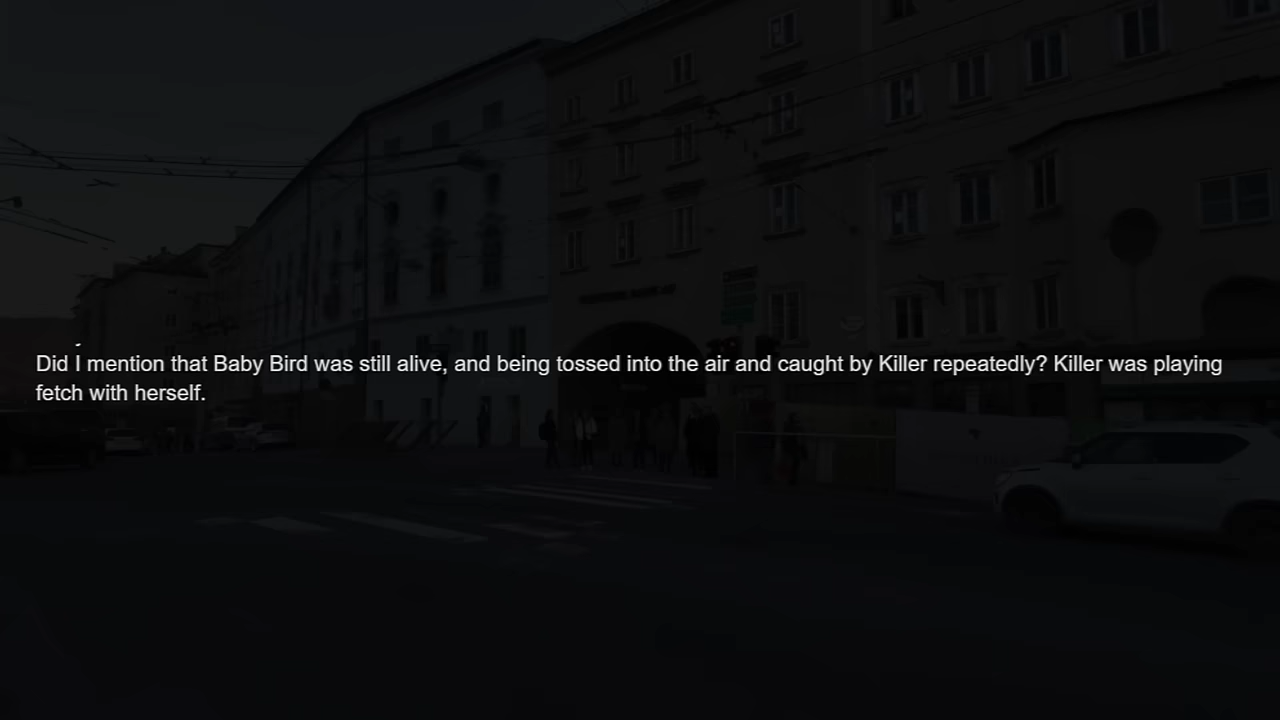 Did I mention that Baby Bird was still alive, and being tossed into the air and caught by Killer repeatedly? Killer was playing
fetch with herself.